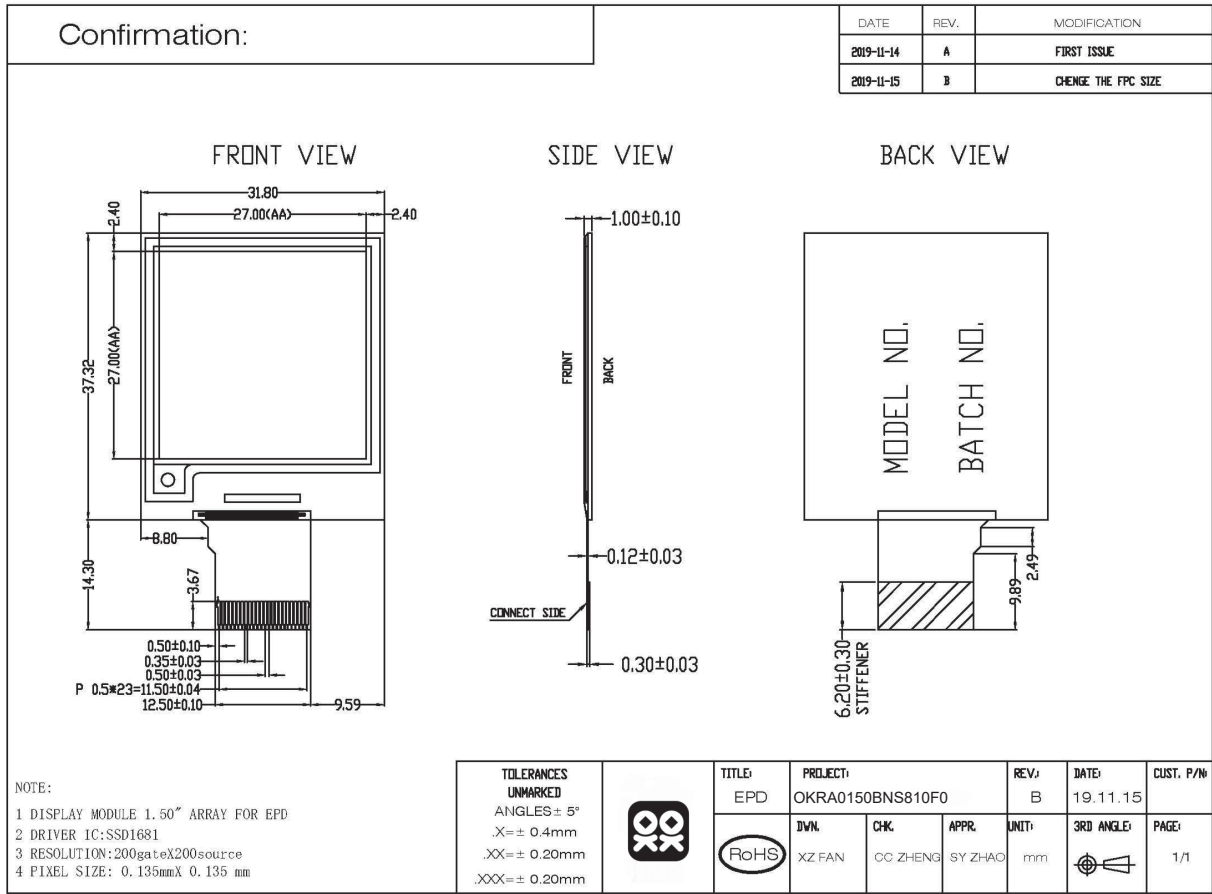 Confirmation:
DATE REV. MODIFICATION
2019-11-14 A FIRST ISSUE
2019-11-15 B CHENGE THE FPC SIZE
FRONT VIEW
SIDE VIEW
BACK VIEW
31.80
27.00(AA)
2.40
2.40
37.32
27.00(AA)
8.80
14.30
3.67
0.50±0.10
0.35±0.03
0.50±0.03
P 0.5*23=11.50±0.04
12.50±0.10
9.59
1.00±0.10
FRONT
BACK
0.12±0.03
CONNECT SIDE
0.30±0.03
MODEL NO.
BATCH NO.
2.49
9.89
6.20±0.30
STIFFENER
NOTE:
1 DISPLAY MODULE 1.50" ARRAY FOR EPD
2 DRIVER IC:SSD1681
3 RESOLUTION:200gateX200source
4 PIXEL SIZE: 0.135mmX 0.135 mm
TOLERANCES
UNMARKED
ANGLES± 5°
.X=± 0.4mm
.XX=± 0.20mm
.XXX=± 0.20mm
TITLE: PROJECT: REV.: DATE: CUST. P/N:
EPD OKRA0150BNS810F0 B 19.11.15
RoHS
DWN. CHK. APPR. UNIT: 3RD ANGLE: PAGE:
XZ FAN CC ZHENG SY ZHAO mm 1/1